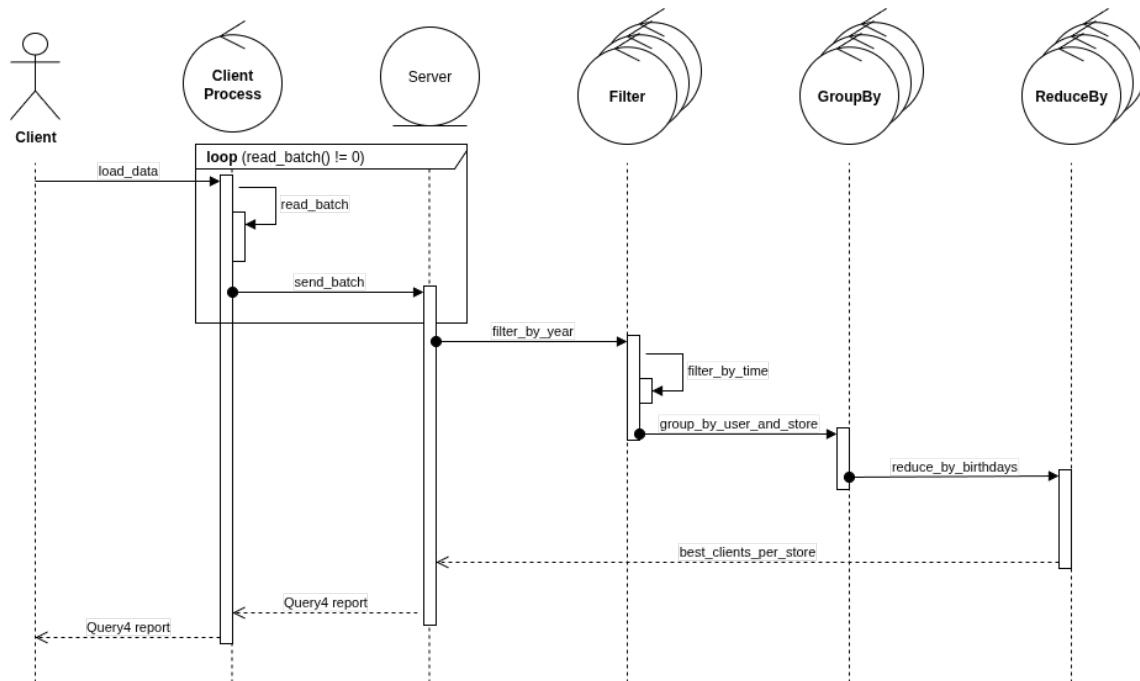 Client
Process
Server
Filter
GroupBy
ReduceBy
Client
loop (read_batch() != 0)
load_data
read_batch
send_batch
filter_by_year
filter_by_time
group_by_user_and_store
reduce_by_birthdays
best_clients_per_store
Query4 report
Query4 report